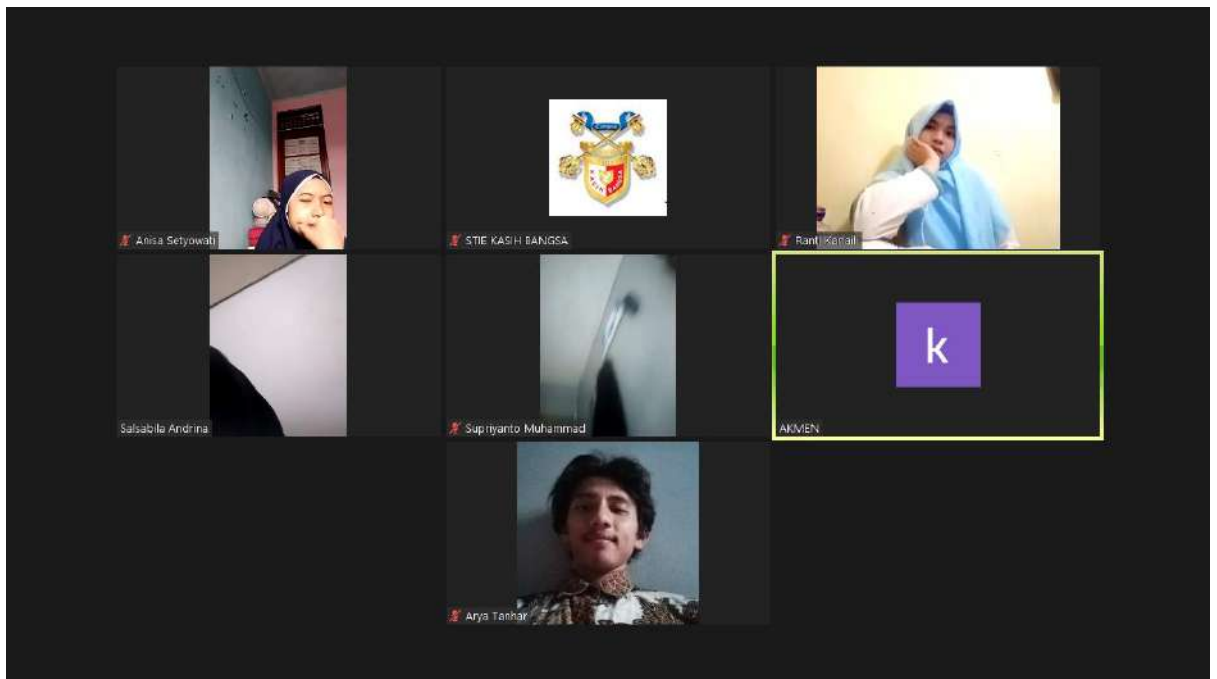 Anisa Setyowati
STIE KASIH BANGSA
Ranti
Salsabila Andrina
Supriyanto Muhammad
k
AKMEN
Arya Tanhar